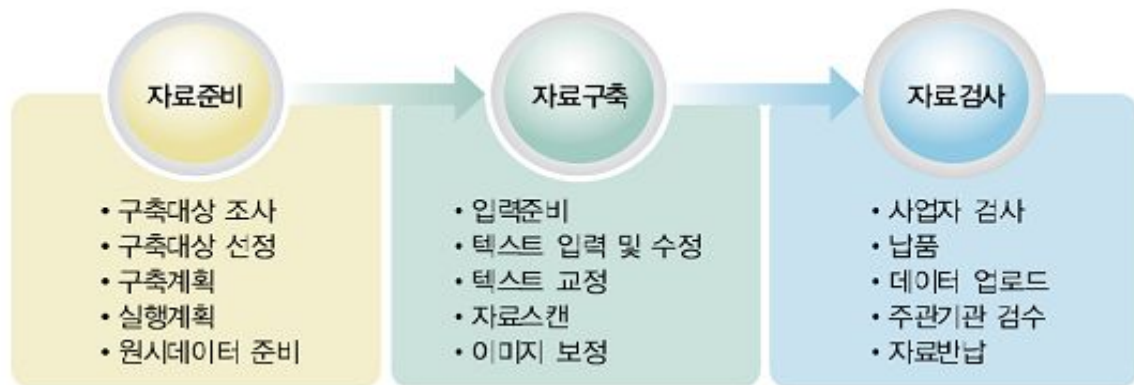 자료준비
• 구축대상 조사
• 구축대상 선정
• 구축계획
• 실행계획
• 원시데이터 준비
자료구축
• 입력준비
• 텍스트 입력 및 수정
• 텍스트 교정
• 자료스캔
• 이미지 보정
자료검사
• 사업자 검사
• 납품
• 데이터 업로드
• 주관기관 검수
• 자료반납